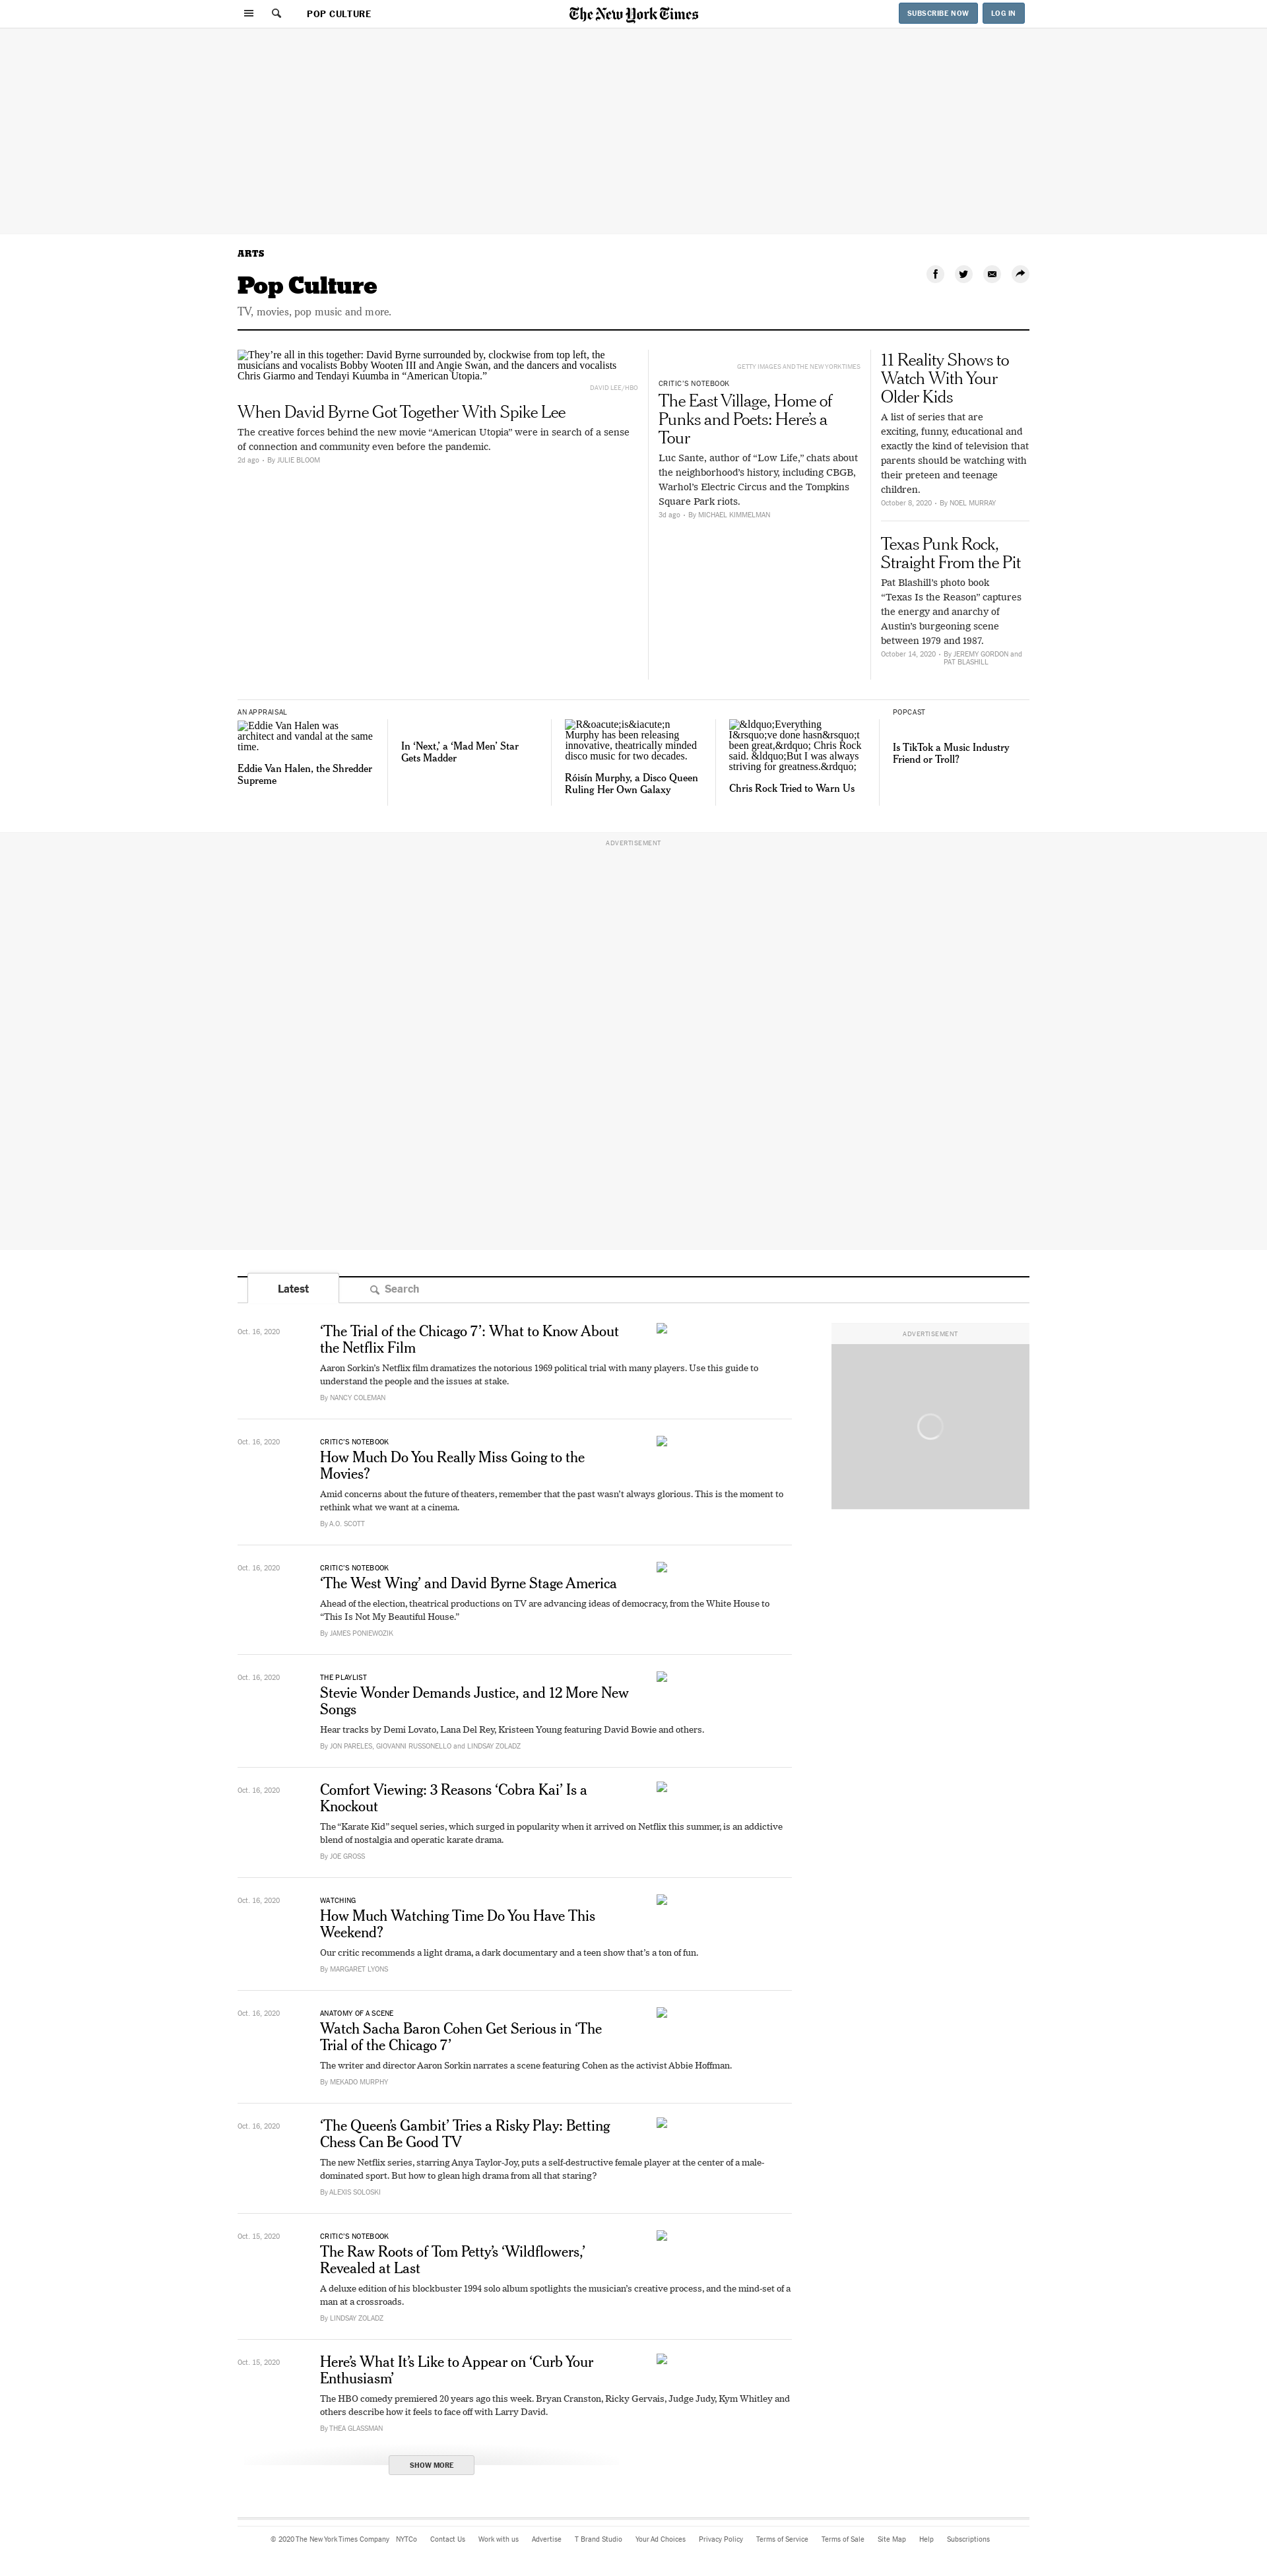 POP CULTURE
The New York Times
SUBSCRIBE NOW
LOG IN
ARTS
Pop Culture
TV, movies, pop music and more.
They’re all in this together: David Byrne surrounded by, clockwise from top left, the
musicians and vocalists Bobby Wooten III and Angie Swan, and the dancers and vocalists
Chris Giarmo and Tendayi Kuumba in “American Utopia.”
DAVID LEE/HBO
When David Byrne Got Together With Spike Lee
The creative forces behind the new movie “American Utopia” were in search of a sense
of connection and community even before the pandemic.
2d ago - By JULIE BLOOM
GETTY IMAGES AND THE NEW YORK TIMES
CRITIC’S NOTEBOOK
The East Village, Home of
Punks and Poets: Here’s a
Tour
Luc Sante, author of “Low Life,” chats about
the neighborhood’s history, including CBGB,
Warhol’s Electric Circus and the Tompkins
Square Park riots.
3d ago - By MICHAEL KIMMELMAN
11 Reality Shows to
Watch With Your
Older Kids
A list of series that are
exciting, funny, educational and
exactly the kind of television that
parents should be watching with
their preteen and teenage
children.
October 8, 2020 - By NOEL MURRAY
Texas Punk Rock,
Straight From the Pit
Pat Blashill’s photo book
“Texas Is the Reason” captures
the energy and anarchy of
Austin’s burgeoning scene
between 1979 and 1987.
October 14, 2020 - By JEREMY GORDON and
PAT BLASHILL
AN APPRAISAL
Eddie Van Halen was
architect and vandal at the same
time.
Eddie Van Halen, the Shredder
Supreme
In ‘Next,’ a ‘Mad Men’ Star
Gets Madder
R&oacute;is&iacute;n
Murphy has been releasing
innovative, theatrically minded
disco music for two decades.
Róisín Murphy, a Disco Queen
Ruling Her Own Galaxy
&ldquo;Everything
I&rsquo;ve done hasn&rsquo;t
been great,&rdquo; Chris Rock
said. &ldquo;But I was always
striving for greatness.&rdquo;
Chris Rock Tried to Warn Us
POPCAST
Is TikTok a Music Industry
Friend or Troll?
ADVERTISEMENT
Latest
Search
Oct. 16, 2020
‘The Trial of the Chicago 7’: What to Know About
the Netflix Film
Aaron Sorkin’s Netflix film dramatizes the notorious 1969 political trial with many players. Use this guide to
understand the people and the issues at stake.
By NANCY COLEMAN
ADVERTISEMENT
Oct. 16, 2020
CRITIC’S NOTEBOOK
How Much Do You Really Miss Going to the
Movies?
Amid concerns about the future of theaters, remember that the past wasn’t always glorious. This is the moment to
rethink what we want at a cinema.
By A.O. SCOTT
Oct. 16, 2020
CRITIC’S NOTEBOOK
‘The West Wing’ and David Byrne Stage America
Ahead of the election, theatrical productions on TV are advancing ideas of democracy, from the White House to
“This Is Not My Beautiful House.”
By JAMES PONIEWOZIK
Oct. 16, 2020
THE PLAYLIST
Stevie Wonder Demands Justice, and 12 More New
Songs
Hear tracks by Demi Lovato, Lana Del Rey, Kristeen Young featuring David Bowie and others.
By JON PARELES, GIOVANNI RUSSONELLO and LINDSAY ZOLADZ
Oct. 16, 2020
Comfort Viewing: 3 Reasons ‘Cobra Kai’ Is a
Knockout
The “Karate Kid” sequel series, which surged in popularity when it arrived on Netflix this summer, is an addictive
blend of nostalgia and operatic karate drama.
By JOE GROSS
Oct. 16, 2020
WATCHING
How Much Watching Time Do You Have This
Weekend?
Our critic recommends a light drama, a dark documentary and a teen show that’s a ton of fun.
By MARGARET LYONS
Oct. 16, 2020
ANATOMY OF A SCENE
Watch Sacha Baron Cohen Get Serious in ‘The
Trial of the Chicago 7’
The writer and director Aaron Sorkin narrates a scene featuring Cohen as the activist Abbie Hoffman.
By MEKADO MURPHY
Oct. 16, 2020
‘The Queen’s Gambit’ Tries a Risky Play: Betting
Chess Can Be Good TV
The new Netflix series, starring Anya Taylor-Joy, puts a self-destructive female player at the center of a male-
dominated sport. But how to glean high drama from all that staring?
By ALEXIS SOLOSKI
Oct. 15, 2020
CRITIC’S NOTEBOOK
The Raw Roots of Tom Petty’s ‘Wildflowers,’
Revealed at Last
A deluxe edition of his blockbuster 1994 solo album spotlights the musician’s creative process, and the mind-set of a
man at a crossroads.
By LINDSAY ZOLADZ
Oct. 15, 2020
Here’s What It’s Like to Appear on ‘Curb Your
Enthusiasm’
The HBO comedy premiered 20 years ago this week. Bryan Cranston, Ricky Gervais, Judge Judy, Kym Whitley and
others describe how it feels to face off with Larry David.
By THEA GLASSMAN
SHOW MORE
© 2020 The New York Times Company NYTCo Contact Us Work with us Advertise T Brand Studio Your Ad Choices Privacy Policy Terms of Service Terms of Sale Site Map Help Subscriptions